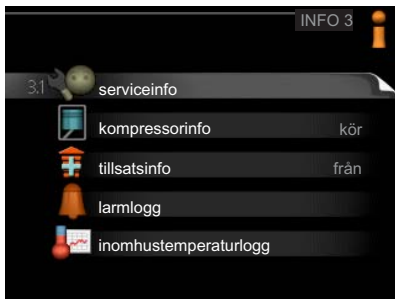 INFO 3
3.1 serviceinfo
kompressorinfo kör
tillsatsinfo från
larmlogg
inomhustemperaturlogg